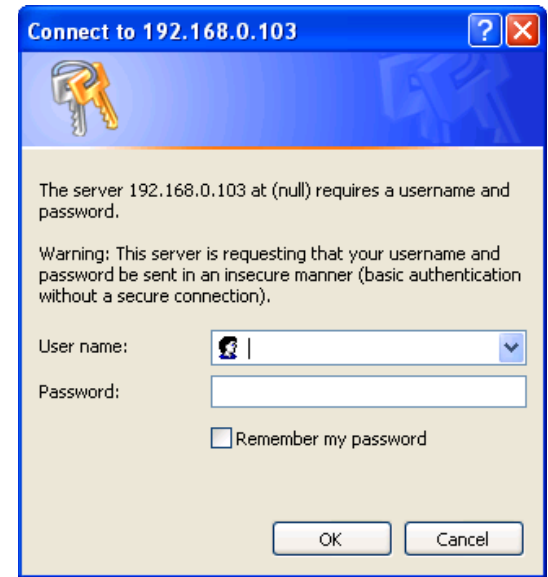 Connect to 192.168.0.103
The server 192.168.0.103 at (null) requires a username and
password.
Warning: This server is requesting that your username and
password be sent in an insecure manner (basic authentication
without a secure connection).
User name:
Password:
Remember my password
OK Cancel